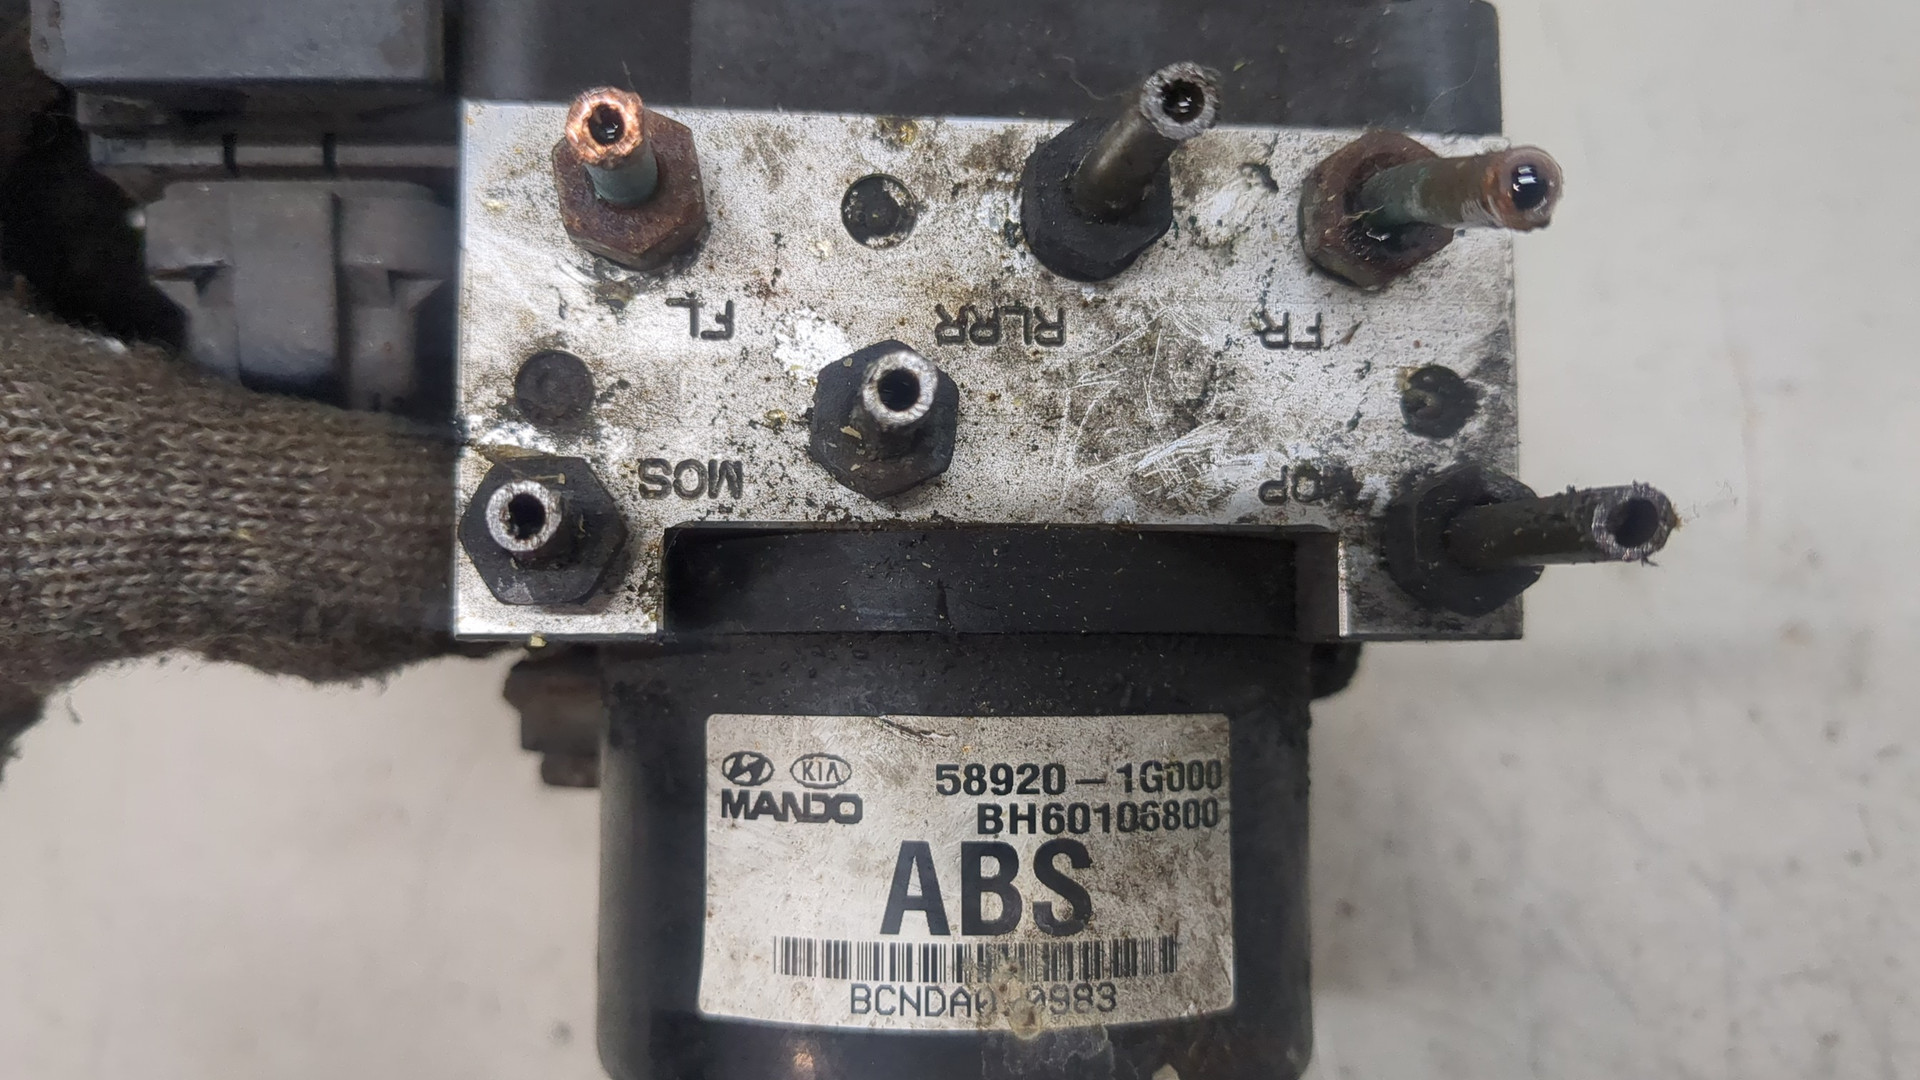 FL RLRR FR
MOS MOP
KIA
MANDO
58920-1G000
BH60106800
ABS